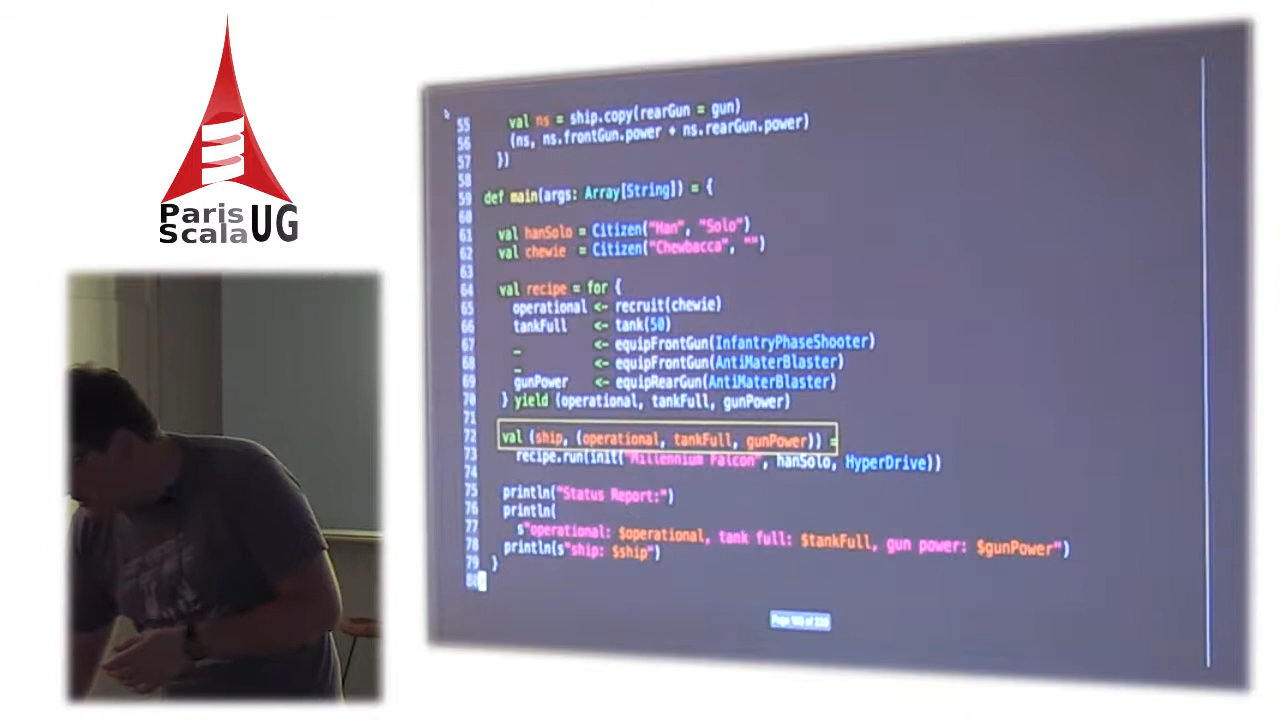 Paris
Scala UG
55 val ns = ship.copy(rearGun = gun)
56 (ns, ns.frontGun.power + ns.rearGun.power)
57 })
58
59 def main(args: Array[String]) = {
60
61 val hanSolo = Citizen("Han", "Solo")
62 val chewie = Citizen("Chewbacca", "")
63
64 val recipe = for {
65 operational <- recruit(chewie)
66 tankFull <- tank(50)
67 _ <- equipFrontGun(InfantryPhaseShooter)
68 _ <- equipFrontGun(AntiMaterBlaster)
69 gunPower <- equipRearGun(AntiMaterBlaster)
70 } yield (operational, tankFull, gunPower)
71
72 val (ship, (operational, tankFull, gunPower)) =
73 recipe.run(init("Millennium Falcon", hanSolo, HyperDrive))
74
75 println("Status Report:")
76 println(
77 s"operational: $operational, tank full: $tankFull, gun power: $gunPower")
78 println(s"ship: $ship")
79 }
80
Page of 220